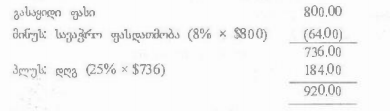 გასაყიდი ფასი 800.00
მინუს: სავაჭრო ფასდათმობა (8% × $800) (64.00)
736.00
პლუს: დღგ (25% × $736) 184.00
920.00